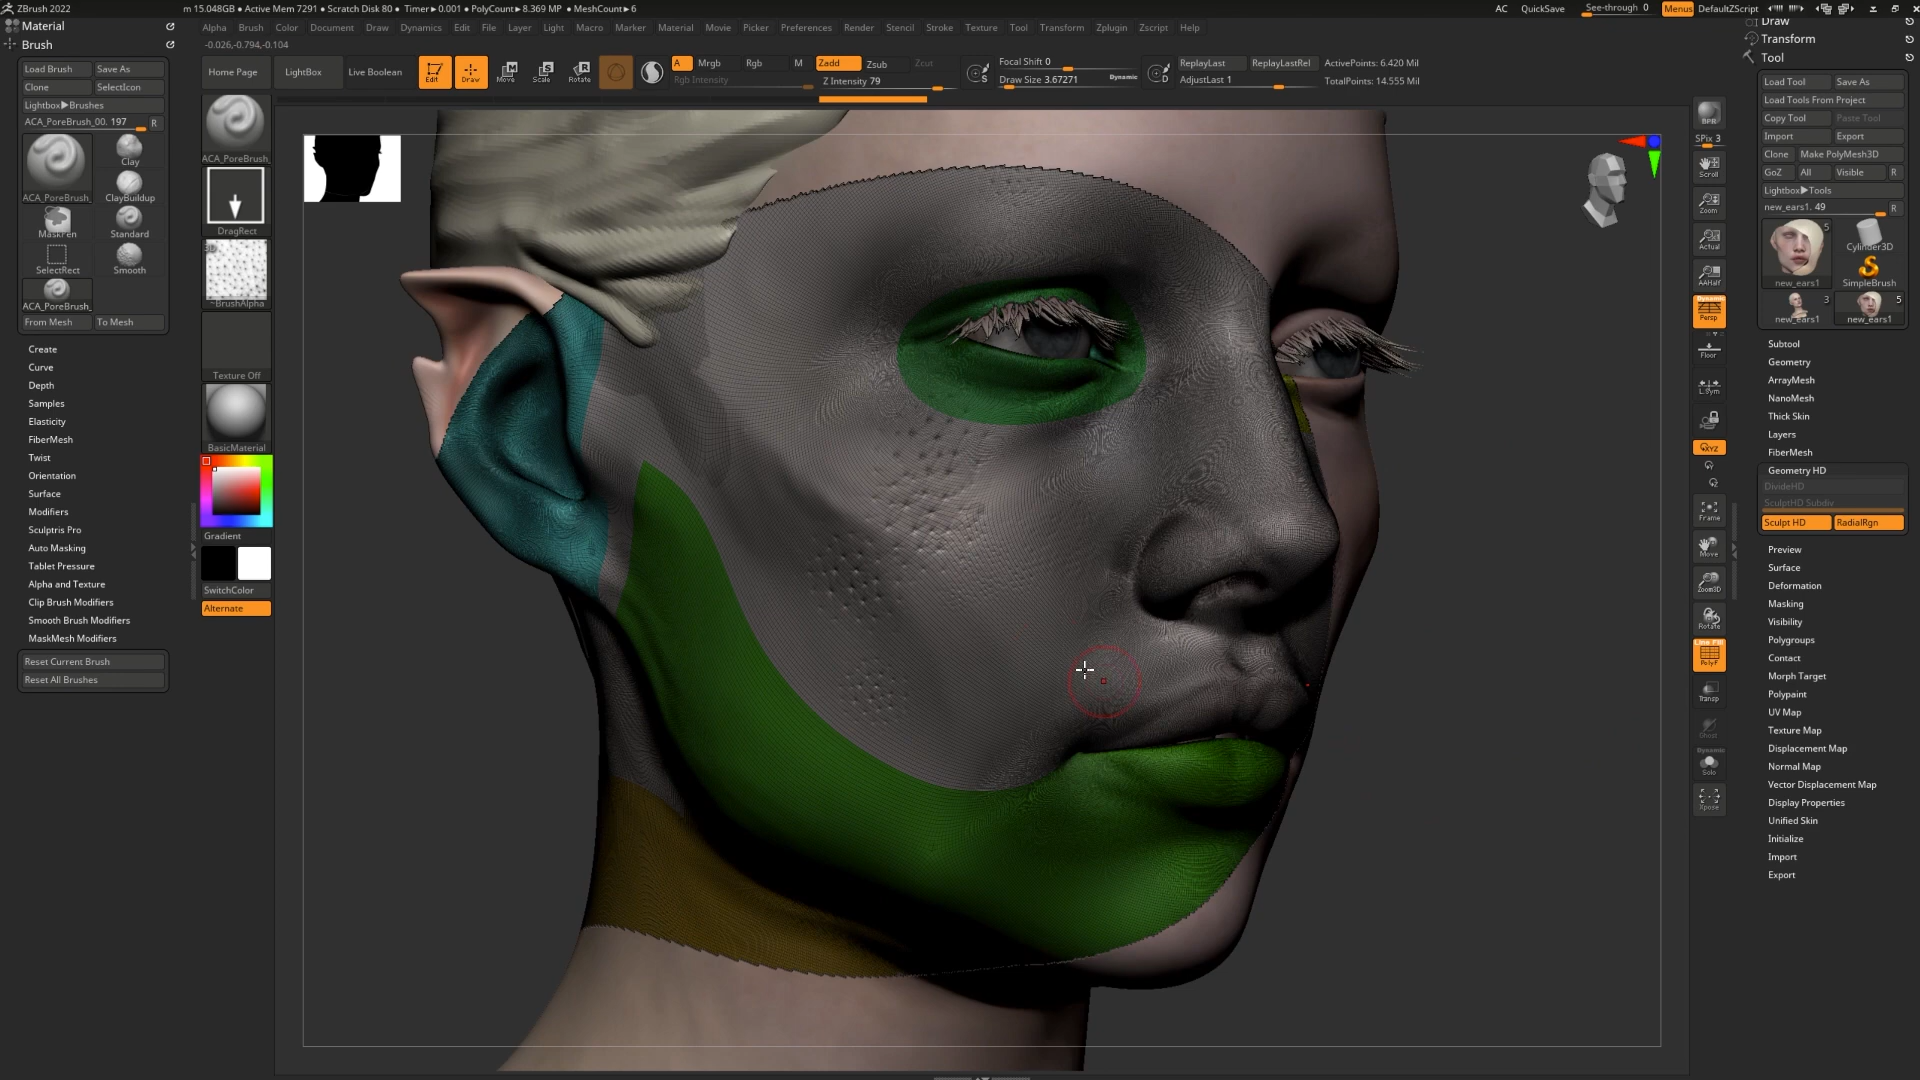 ZBrush 2022
m 15.048GB • Active Mem 7291 • Scratch Disk 80 • Timer▸0.001 • PolyCount▸8.369 MP • MeshCount▸6
AC QuickSave See-through 0 Menus DefaultZScript
Material
Brush
Alpha Brush Color Document Draw Dynamics Edit File Layer Light Macro Marker Material Movie Picker Preferences Render Stencil Stroke Texture Tool Transform Zplugin Zscript Help
-0.026,-0.794,-0.104
Home Page LightBox Live Boolean
Edit Draw Move Scale Rotate
A Mrgb Rgb M
Rgb Intensity
Zadd Zsub Zcut
Z Intensity 79
Focal Shift 0
Draw Size 3.67271 Dynamic
ReplayLast ReplayLastRel
AdjustLast 1
ActivePoints: 6.420 Mil
TotalPoints: 14.555 Mil
Load Brush Save As
Clone SelectIcon
Lightbox▶Brushes
ACA_PoreBrush_00. 197 R
Clay
ACA_PoreBrush_ ClayBuildup
MaskPen Standard
SelectRect Smooth
ACA_PoreBrush_
From Mesh To Mesh
Create
Curve
Depth
Samples
Elasticity
FiberMesh
Twist
Orientation
Surface
Modifiers
Sculptris Pro
Auto Masking
Tablet Pressure
Alpha and Texture
Clip Brush Modifiers
Smooth Brush Modifiers
MaskMesh Modifiers
Reset Current Brush
Reset All Brushes
ACA_PoreBrush_
DragRect
~BrushAlpha
Texture Off
BasicMaterial
Gradient
SwitchColor
Alternate
BPR
SPix 3
Scroll
Zoom
Actual
AAHalf
Dynamic
Persp
Floor
L.Sym
XYZ
Frame
Move
Zoom3D
Rotate
Line Fill
PolyF
Transp
Ghost
Dynamic
Solo
Xpose
Draw
Transform
Tool
Load Tool Save As
Load Tools From Project
Copy Tool Paste Tool
Import Export
Clone Make PolyMesh3D
GoZ All Visible R
Lightbox▶Tools
new_ears1. 49 R
5
Cylinder3D
new_ears1 SimpleBrush
3 5
new_ears1 new_ears1
Subtool
Geometry
ArrayMesh
NanoMesh
Thick Skin
Layers
FiberMesh
Geometry HD
DivideHD
SculptHD Subdiv
Sculpt HD RadialRgn
Preview
Surface
Deformation
Masking
Visibility
Polygroups
Contact
Morph Target
Polypaint
UV Map
Texture Map
Displacement Map
Normal Map
Vector Displacement Map
Display Properties
Unified Skin
Initialize
Import
Export